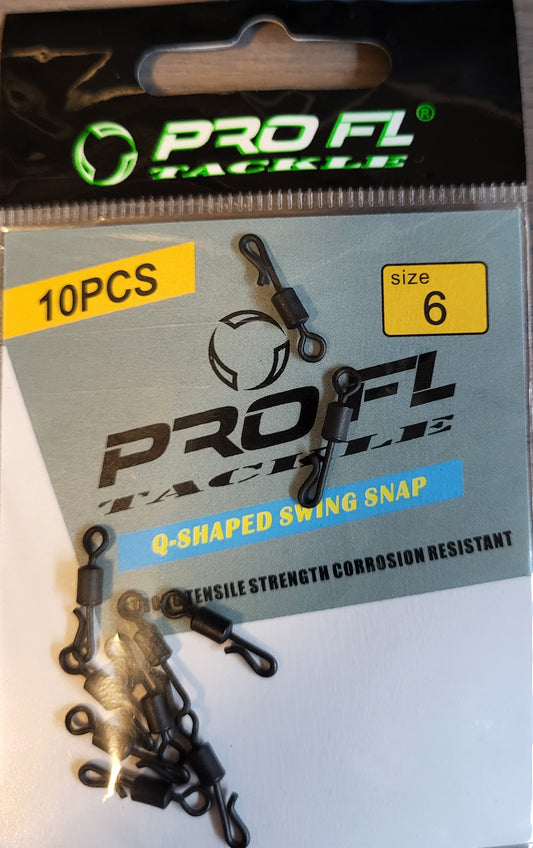 PRO FL®
TACKLE
10PCS
size
6
PRO FL
TACKLE
Q-SHAPED SWING SNAP
TENSILE STRENGTH CORROSION RESISTANT